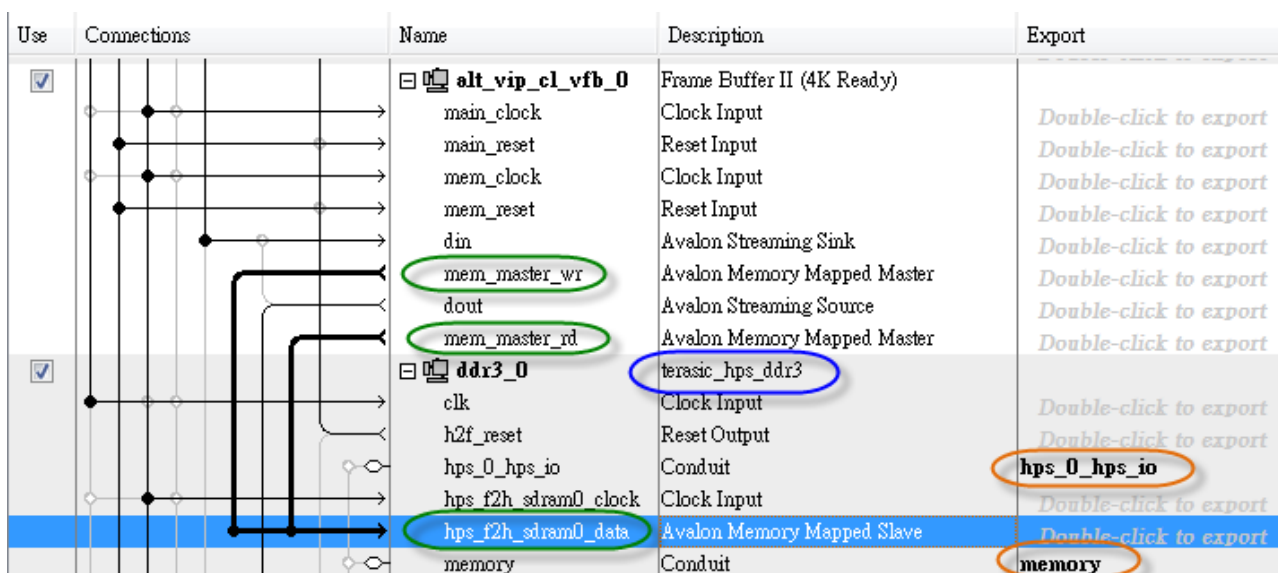 Use Connections Name Description Export
alt_vip_cl_vfb_0 Frame Buffer II (4K Ready)
main_clock Clock Input Double-click to export
main_reset Reset Input Double-click to export
mem_clock Clock Input Double-click to export
mem_reset Reset Input Double-click to export
din Avalon Streaming Sink Double-click to export
mem_master_wr Avalon Memory Mapped Master Double-click to export
dout Avalon Streaming Source Double-click to export
mem_master_rd Avalon Memory Mapped Master Double-click to export
ddr3_0 terasic_hps_ddr3
clk Clock Input Double-click to export
h2f_reset Reset Output Double-click to export
hps_0_hps_io Conduit hps_0_hps_io
hps_f2h_sdram0_clock Clock Input Double-click to export
hps_f2h_sdram0_data Avalon Memory Mapped Slave Double-click to export
memory Conduit memory